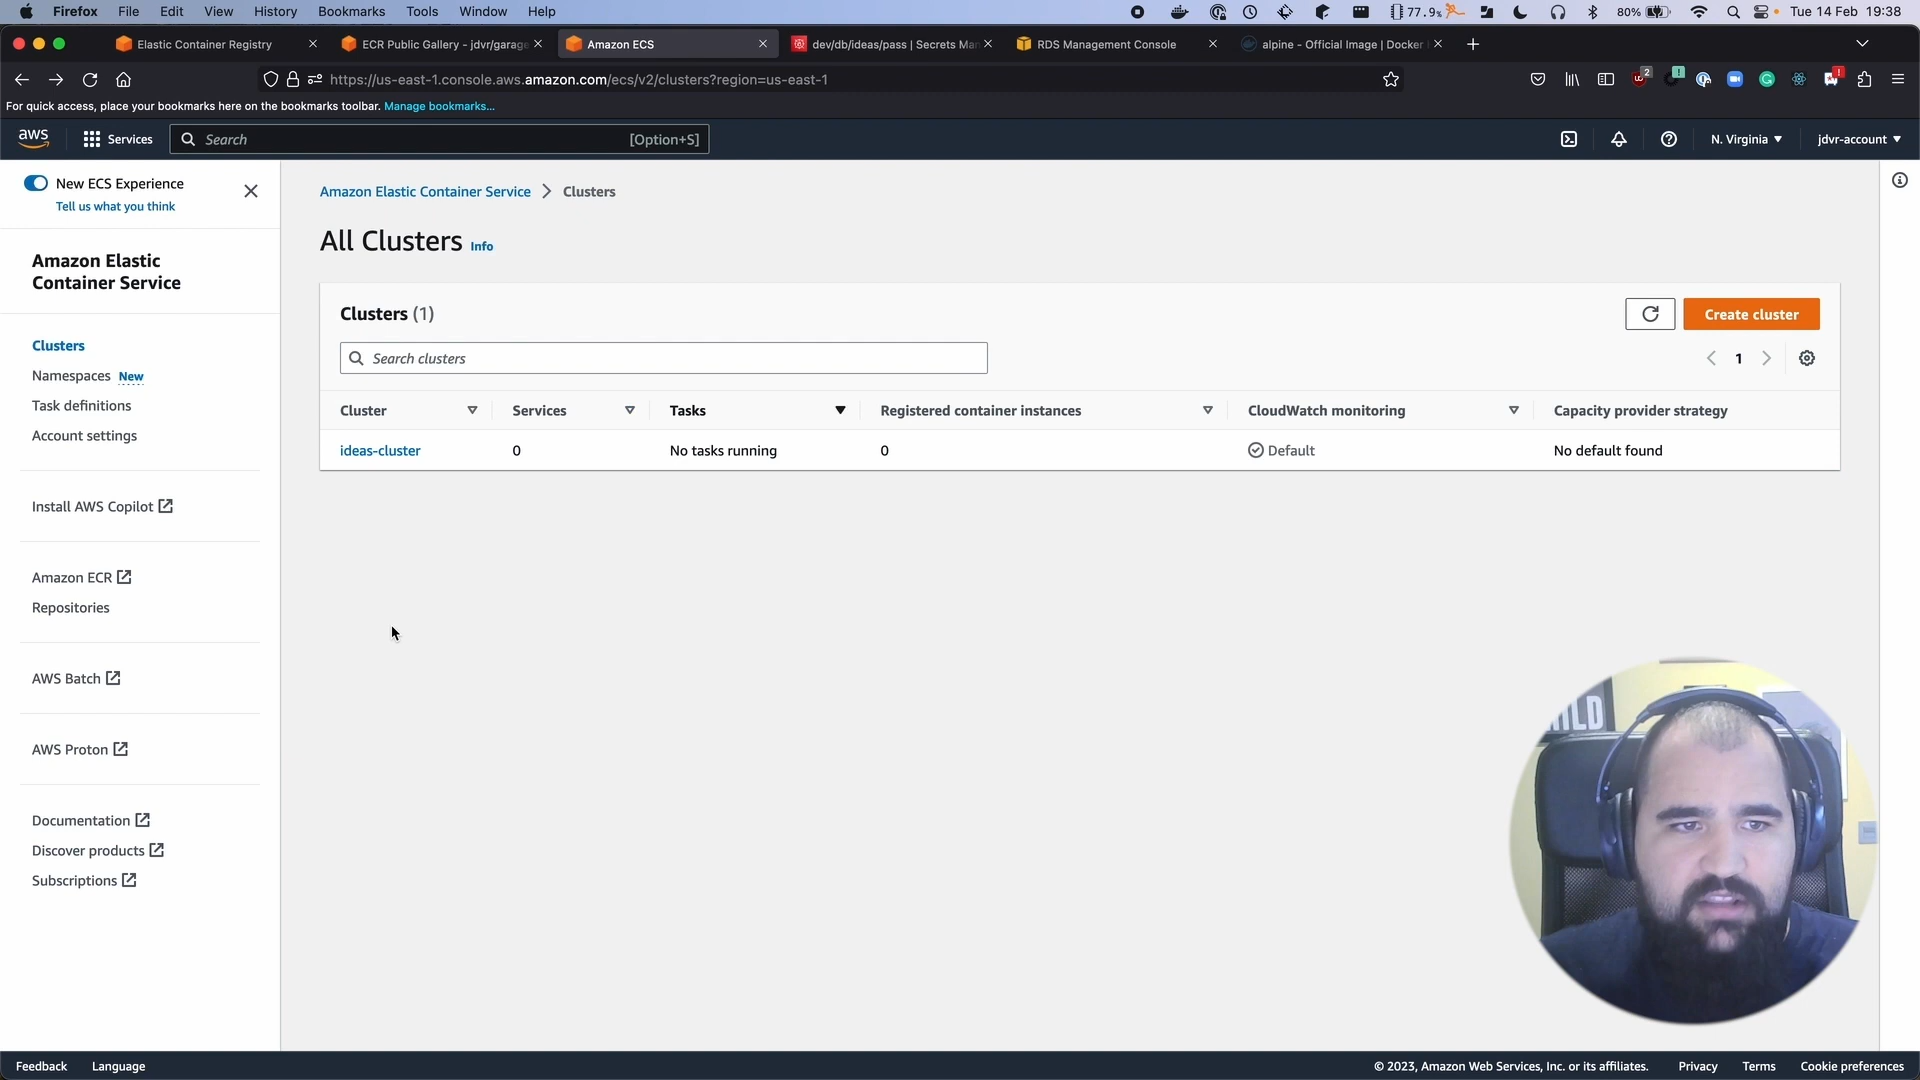 Firefox File Edit View History Bookmarks Tools Window Help 77.9% 80% Tue 14 Feb 19:38
Elastic Container Registry ECR Public Gallery - jdvr/garage Amazon ECS dev/db/ideas/pass | Secrets Man RDS Management Console alpine - Official Image | Docker
https://us-east-1.console.aws.amazon.com/ecs/v2/clusters?region=us-east-1 2 1 1
For quick access, place your bookmarks here on the bookmarks toolbar. Manage bookmarks...
aws Services Search [Option+S] N. Virginia jdvr-account
New ECS Experience
Tell us what you think
Amazon Elastic Container Service
Clusters
Namespaces New
Task definitions
Account settings
Install AWS Copilot
Amazon ECR
Repositories
AWS Batch
AWS Proton
Documentation
Discover products
Subscriptions
Amazon Elastic Container Service > Clusters
All Clusters Info
Clusters (1) Create cluster
Search clusters 1
Cluster Services Tasks Registered container instances CloudWatch monitoring Capacity provider strategy
ideas-cluster 0 No tasks running 0 Default No default found
ILD
Feedback Language © 2023, Amazon Web Services, Inc. or its affiliates. Privacy Terms Cookie preferences